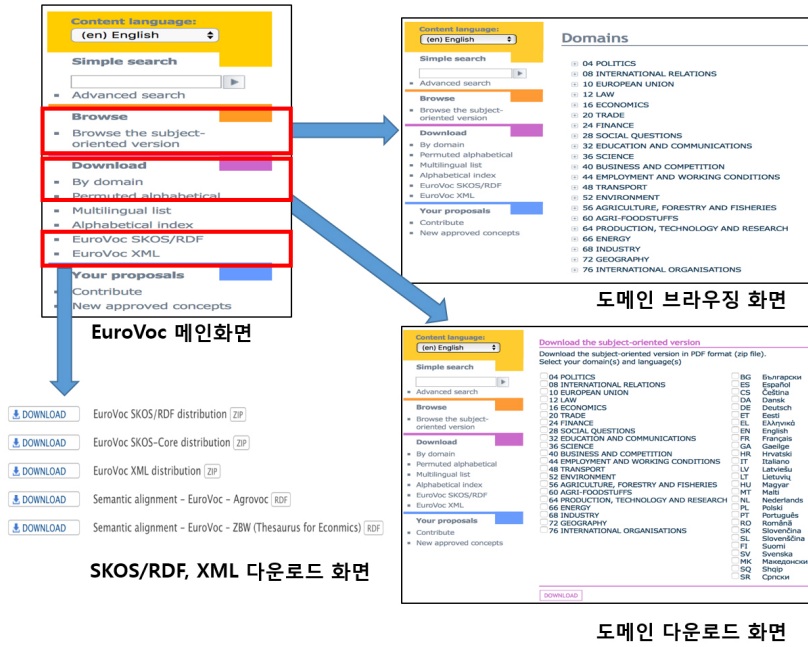 Content language:
(en) English
Simple search
Advanced search
Browse
Browse the subject-
oriented version
Download
By domain
Permuted alphabetical
Multilingual list
Alphabetical index
EuroVoc SKOS/RDF
EuroVoc XML
Your proposals
Contribute
New approved concepts
EuroVoc 메인화면
Content language:
(en) English
Simple search
Advanced search
Browse
Browse the subject-
oriented version
Download
By domain
Permuted alphabetical
Multilingual list
Alphabetical index
EuroVoc SKOS/RDF
EuroVoc XML
Your proposals
Contribute
New approved concepts
Domains
04 POLITICS
08 INTERNATIONAL RELATIONS
10 EUROPEAN UNION
12 LAW
16 ECONOMICS
20 TRADE
24 FINANCE
28 SOCIAL QUESTIONS
32 EDUCATION AND COMMUNICATIONS
36 SCIENCE
40 BUSINESS AND COMPETITION
44 EMPLOYMENT AND WORKING CONDITIONS
48 TRANSPORT
52 ENVIRONMENT
56 AGRICULTURE, FORESTRY AND FISHERIES
60 AGRI-FOODSTUFFS
64 PRODUCTION, TECHNOLOGY AND RESEARCH
66 ENERGY
68 INDUSTRY
72 GEOGRAPHY
76 INTERNATIONAL ORGANISATIONS
도메인 브라우징 화면
DOWNLOAD EuroVoc SKOS/RDF distribution ZIP
DOWNLOAD EuroVoc SKOS-Core distribution ZIP
DOWNLOAD EuroVoc XML distribution ZIP
DOWNLOAD Semantic alignment - EuroVoc - Agrovoc RDF
DOWNLOAD Semantic alignment - EuroVoc - ZBW (Thesaurus for Econmics) RDF
SKOS/RDF, XML 다운로드 화면
Content language:
(en) English
Simple search
Advanced search
Browse
Browse the subject-
oriented version
Download
By domain
Permuted alphabetical
Multilingual list
Alphabetical index
EuroVoc SKOS/RDF
EuroVoc XML
Your proposals
Contribute
New approved concepts
Download the subject-oriented version
Download the subject-oriented version in PDF format (zip file).
Select your domain(s) and language(s)
04 POLITICS
08 INTERNATIONAL RELATIONS
10 EUROPEAN UNION
12 LAW
16 ECONOMICS
20 TRADE
24 FINANCE
28 SOCIAL QUESTIONS
32 EDUCATION AND COMMUNICATIONS
36 SCIENCE
40 BUSINESS AND COMPETITION
44 EMPLOYMENT AND WORKING CONDITIONS
48 TRANSPORT
52 ENVIRONMENT
56 AGRICULTURE, FORESTRY AND FISHERIES
60 AGRI-FOODSTUFFS
64 PRODUCTION, TECHNOLOGY AND RESEARCH
66 ENERGY
68 INDUSTRY
72 GEOGRAPHY
76 INTERNATIONAL ORGANISATIONS
BG Български
ES Español
CS Čeština
DA Dansk
DE Deutsch
ET Eesti
EL Ελληνικά
EN English
FR Français
GA Gaeilge
HR Hrvatski
IT Italiano
LV Latviešu
LT Lietuvių
HU Magyar
MT Malti
NL Nederlands
PL Polski
PT Português
RO Română
SK Slovenčina
SL Slovenščina
FI Suomi
SV Svenska
MK Македонски
SQ Shqip
SR Српски
DOWNLOAD
도메인 다운로드 화면